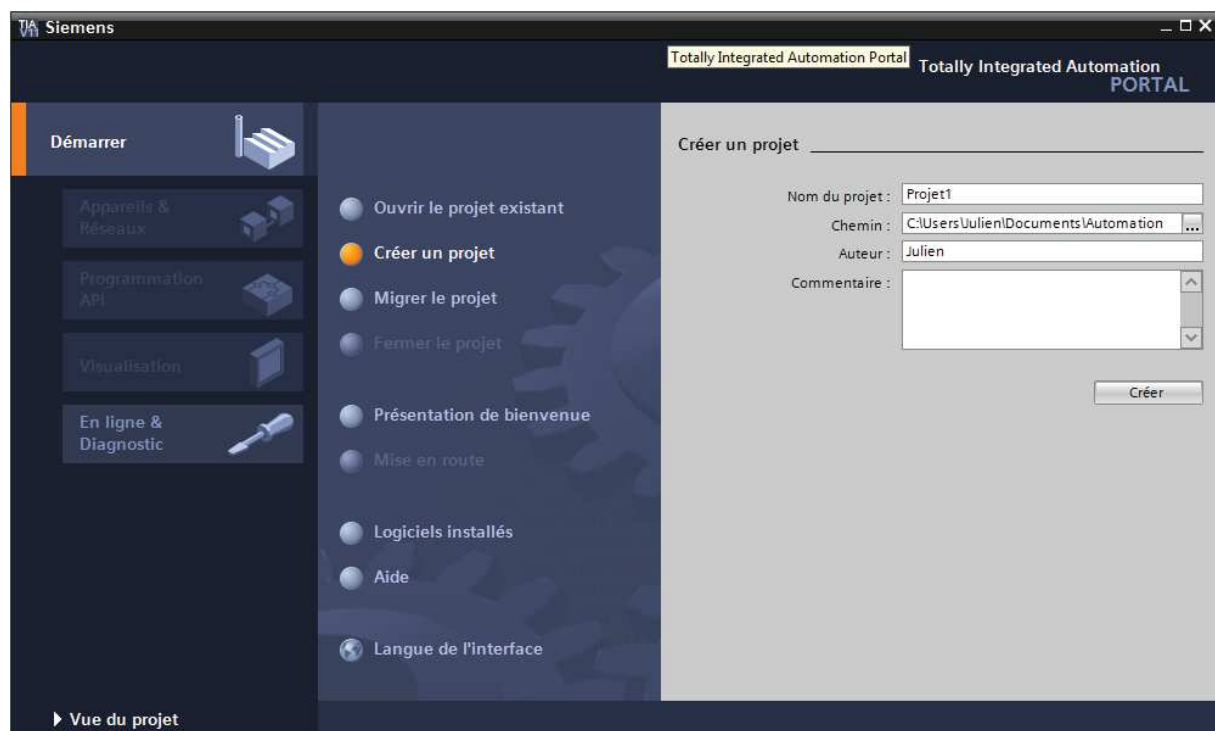 TIA
V11
Siemens
Totally Integrated Automation Portal
Totally Integrated Automation
PORTAL
Démarrer
Appareils &
Réseaux
Programmation
API
Visualisation
En ligne &
Diagnostic
Vue du projet
Ouvrir le projet existant
Créer un projet
Migrer le projet
Fermer le projet
Présentation de bienvenue
Mise en route
Logiciels installés
Aide
Langue de l'interface
Créer un projet
Nom du projet : Projet1
Chemin : C:\Users\Julien\Documents\Automation ...
Auteur : Julien
Commentaire :
Créer